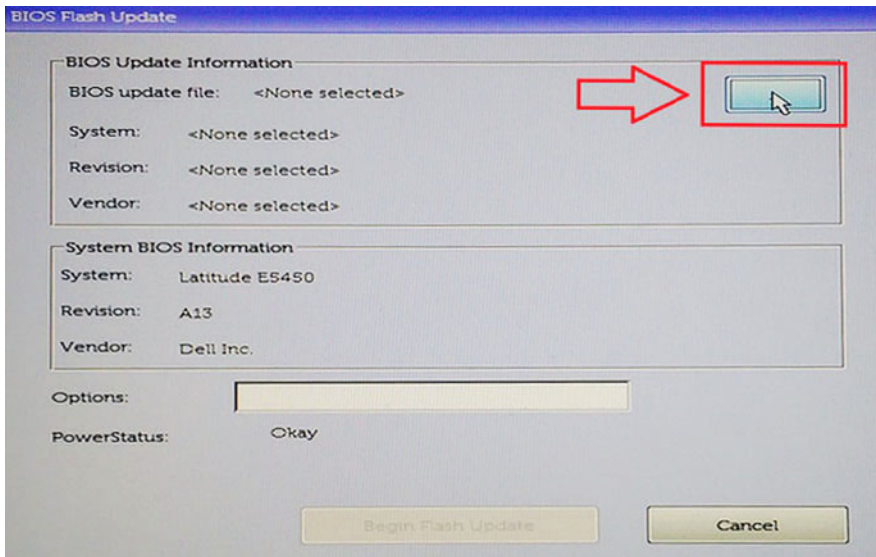 BIOS Flash Update
BIOS Update Information
BIOS update file: <None selected>
System: <None selected>
Revision: <None selected>
Vendor: <None selected>
System BIOS Information
System: Latitude E5450
Revision: A13
Vendor: Dell Inc.
Options:
PowerStatus: Okay
Begin Flash Update Cancel